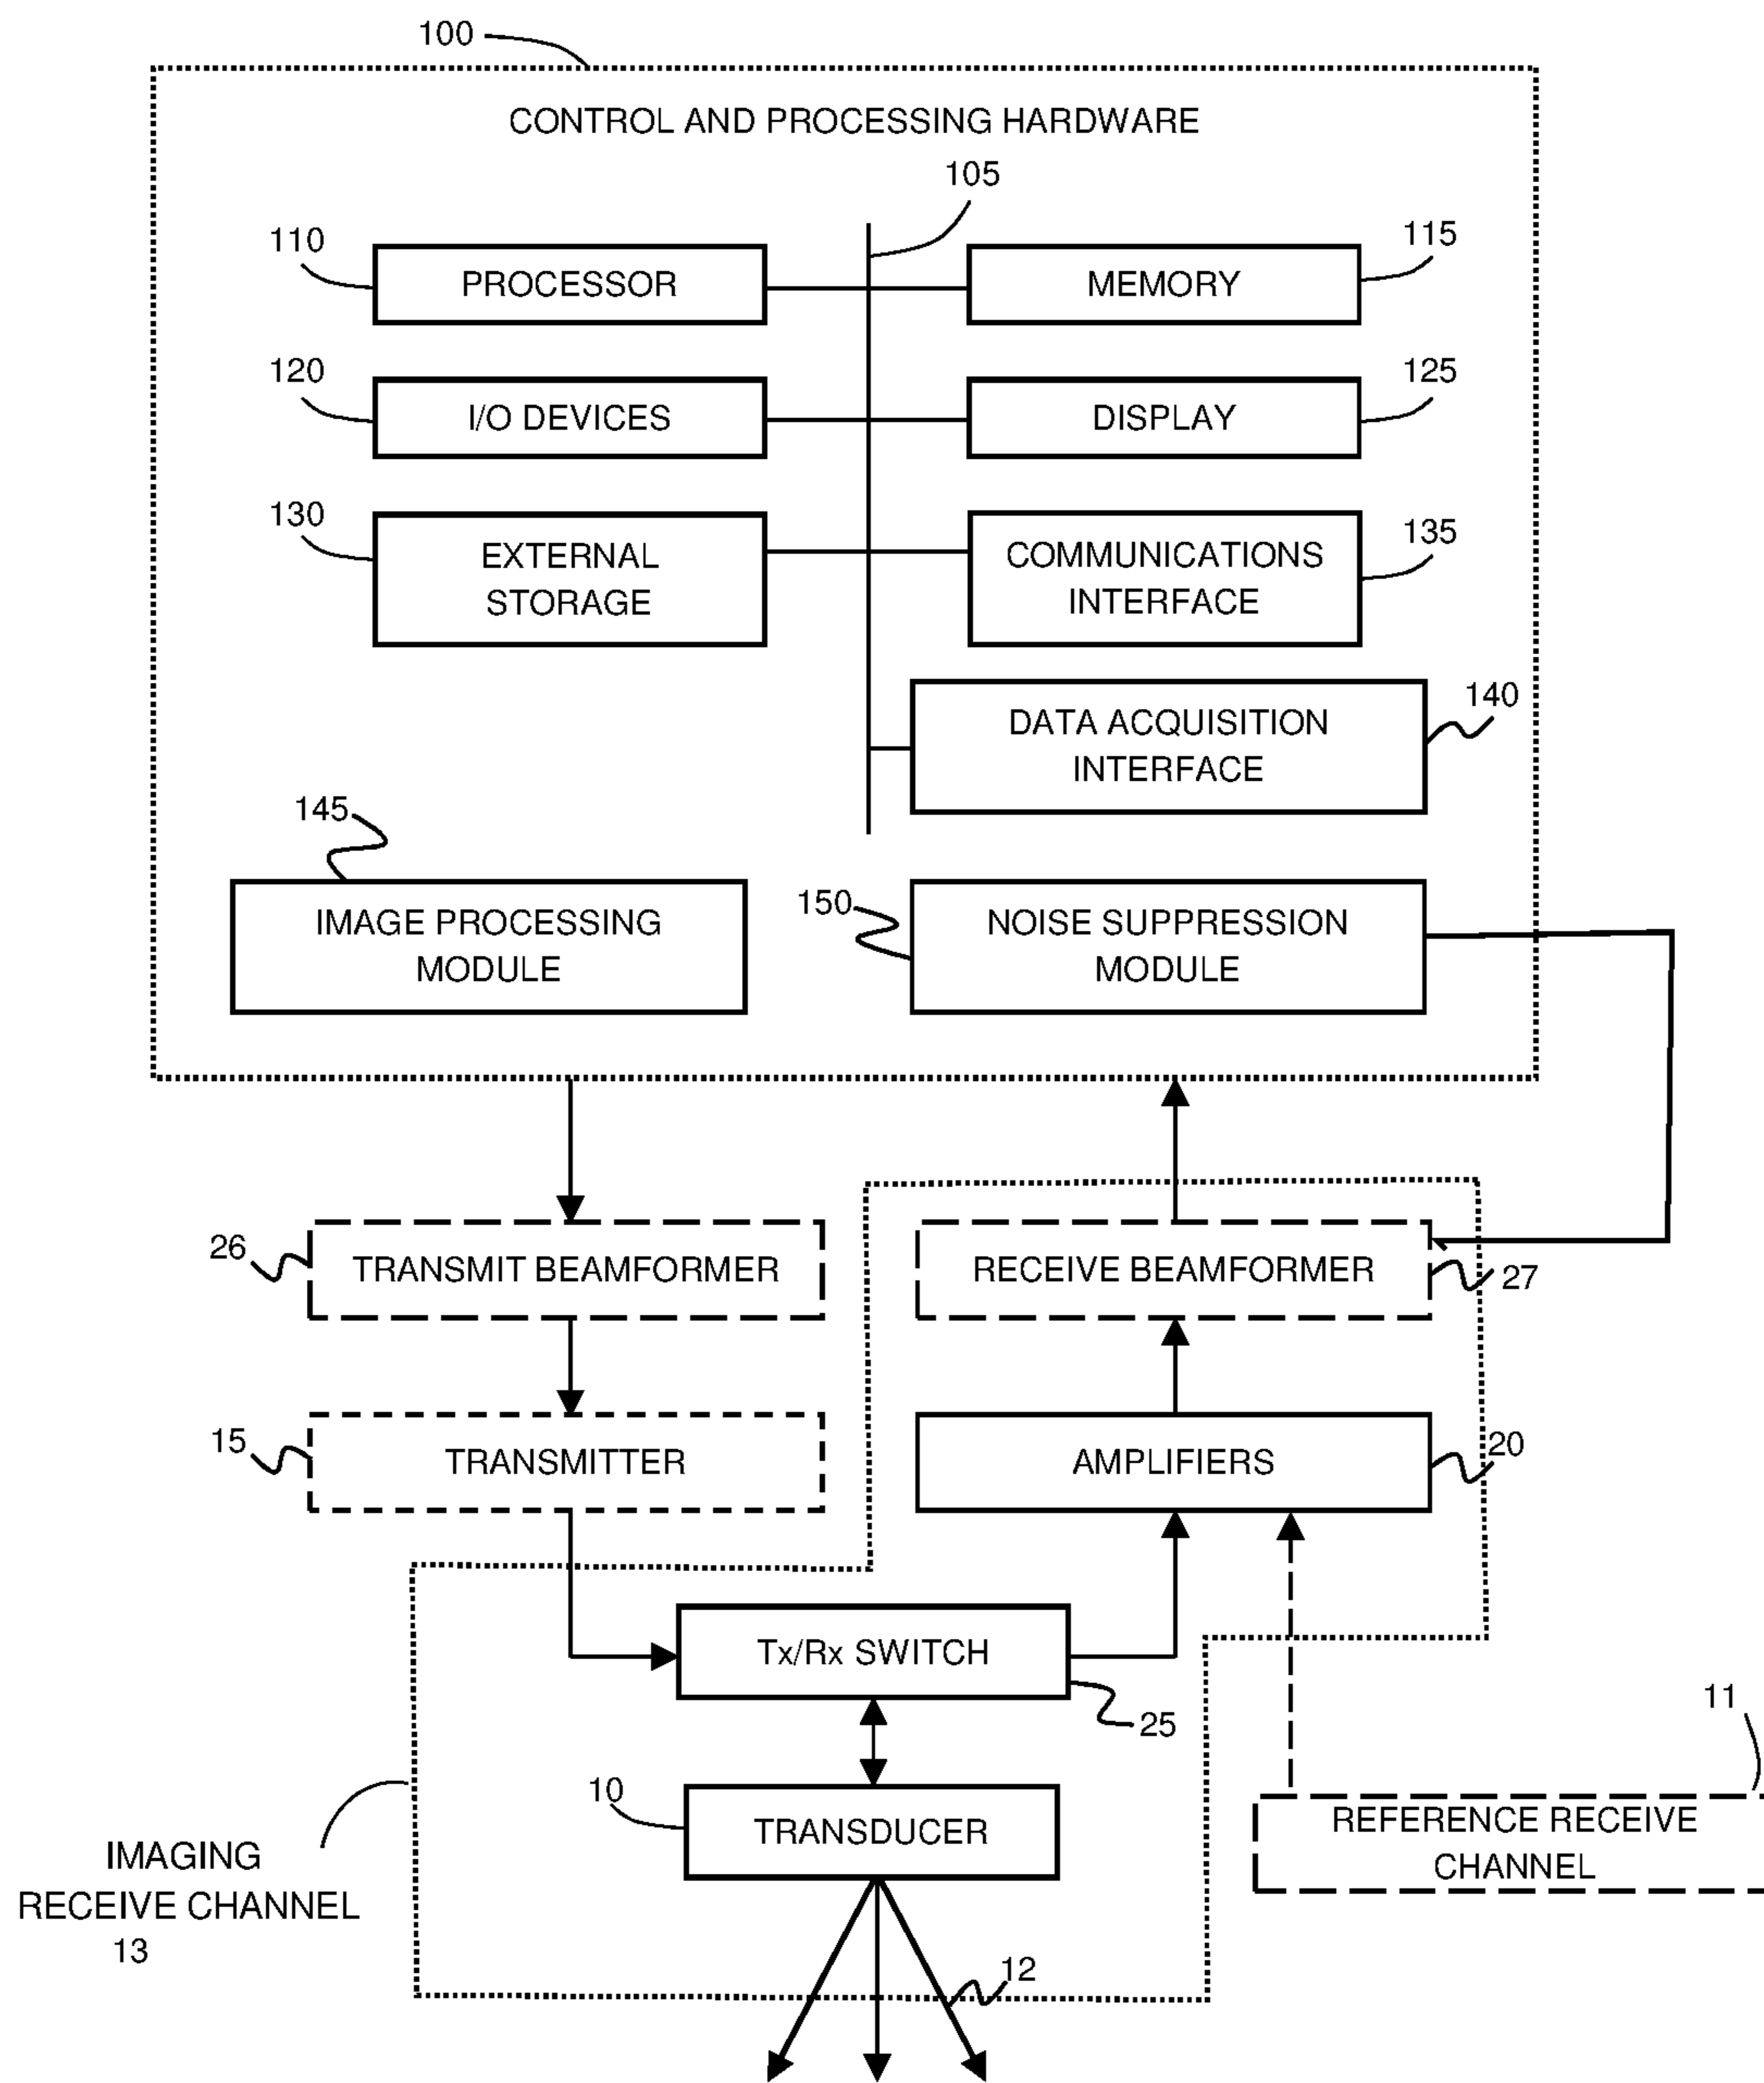 100
CONTROL AND PROCESSING HARDWARE
105
110
PROCESSOR
MEMORY
115
120
I/O DEVICES
DISPLAY
125
130
EXTERNAL
STORAGE
COMMUNICATIONS
INTERFACE
135
DATA ACQUISITION
INTERFACE
140
145
IMAGE PROCESSING
MODULE
150
NOISE SUPPRESSION
MODULE
26
TRANSMIT BEAMFORMER
RECEIVE BEAMFORMER
27
15
TRANSMITTER
AMPLIFIERS
20
Tx/Rx SWITCH
25
11
10
TRANSDUCER
REFERENCE RECEIVE
CHANNEL
IMAGING
RECEIVE CHANNEL
13
12